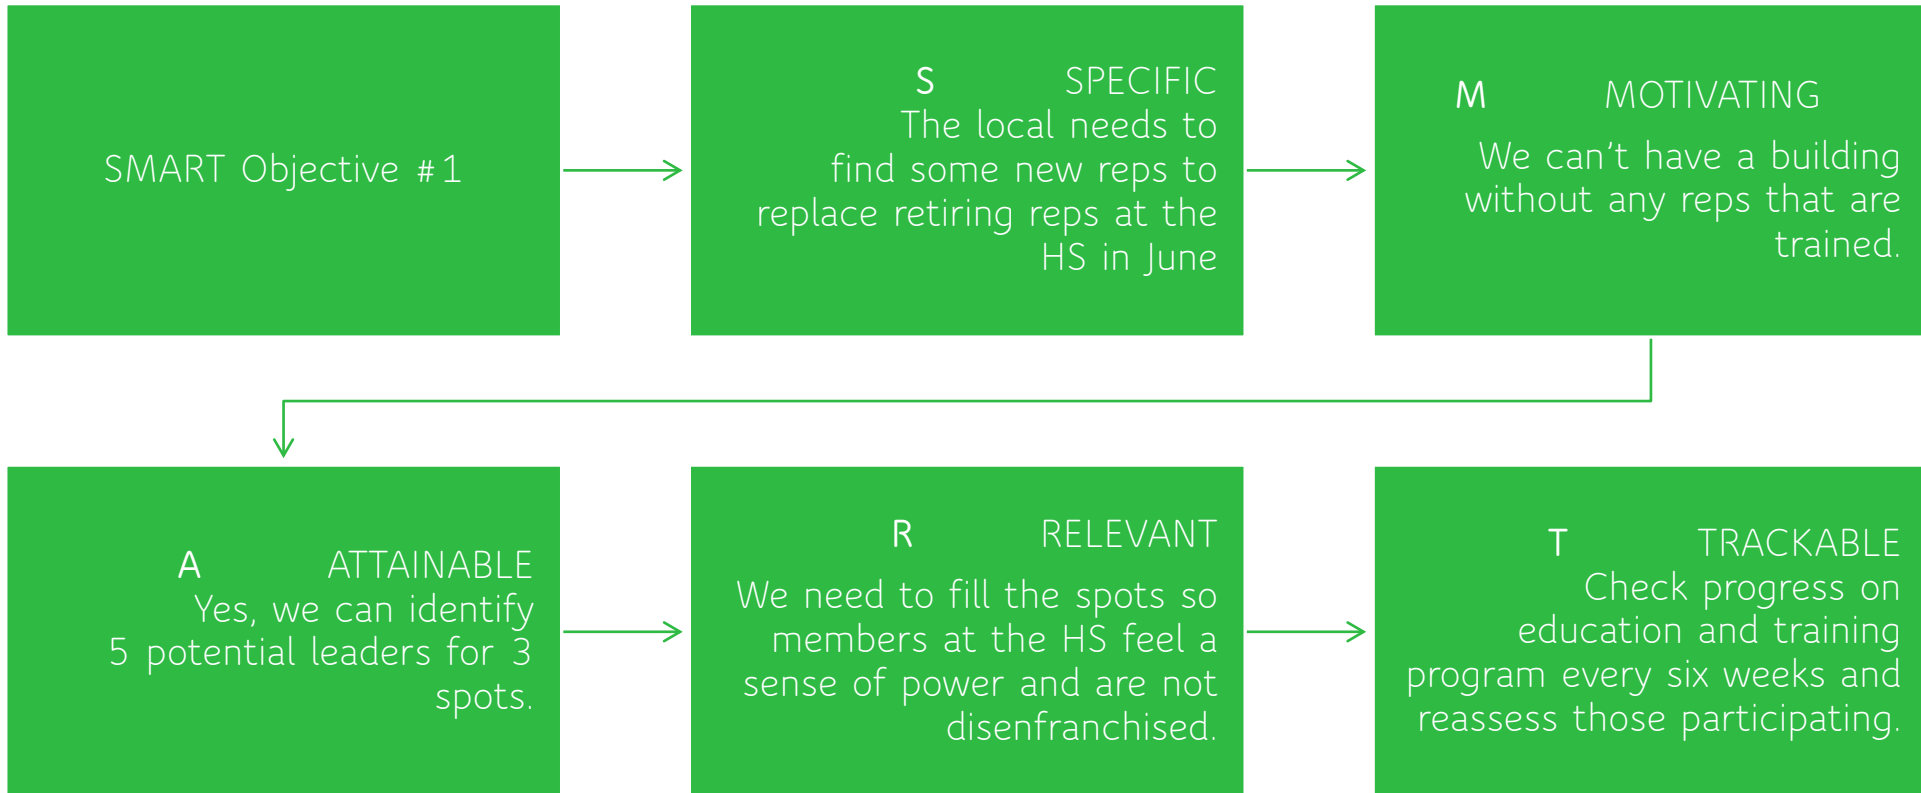 SMART Objective #1
S SPECIFIC
The local needs to
find some new reps to
replace retiring reps at the
HS in June
M MOTIVATING
We can't have a building
without any reps that are
trained.
A ATTAINABLE
Yes, we can identify
5 potential leaders for 3
spots.
R RELEVANT
We need to fill the spots so
members at the HS feel a
sense of power and are not
disenfranchised.
T TRACKABLE
Check progress on
education and training
program every six weeks and
reassess those participating.